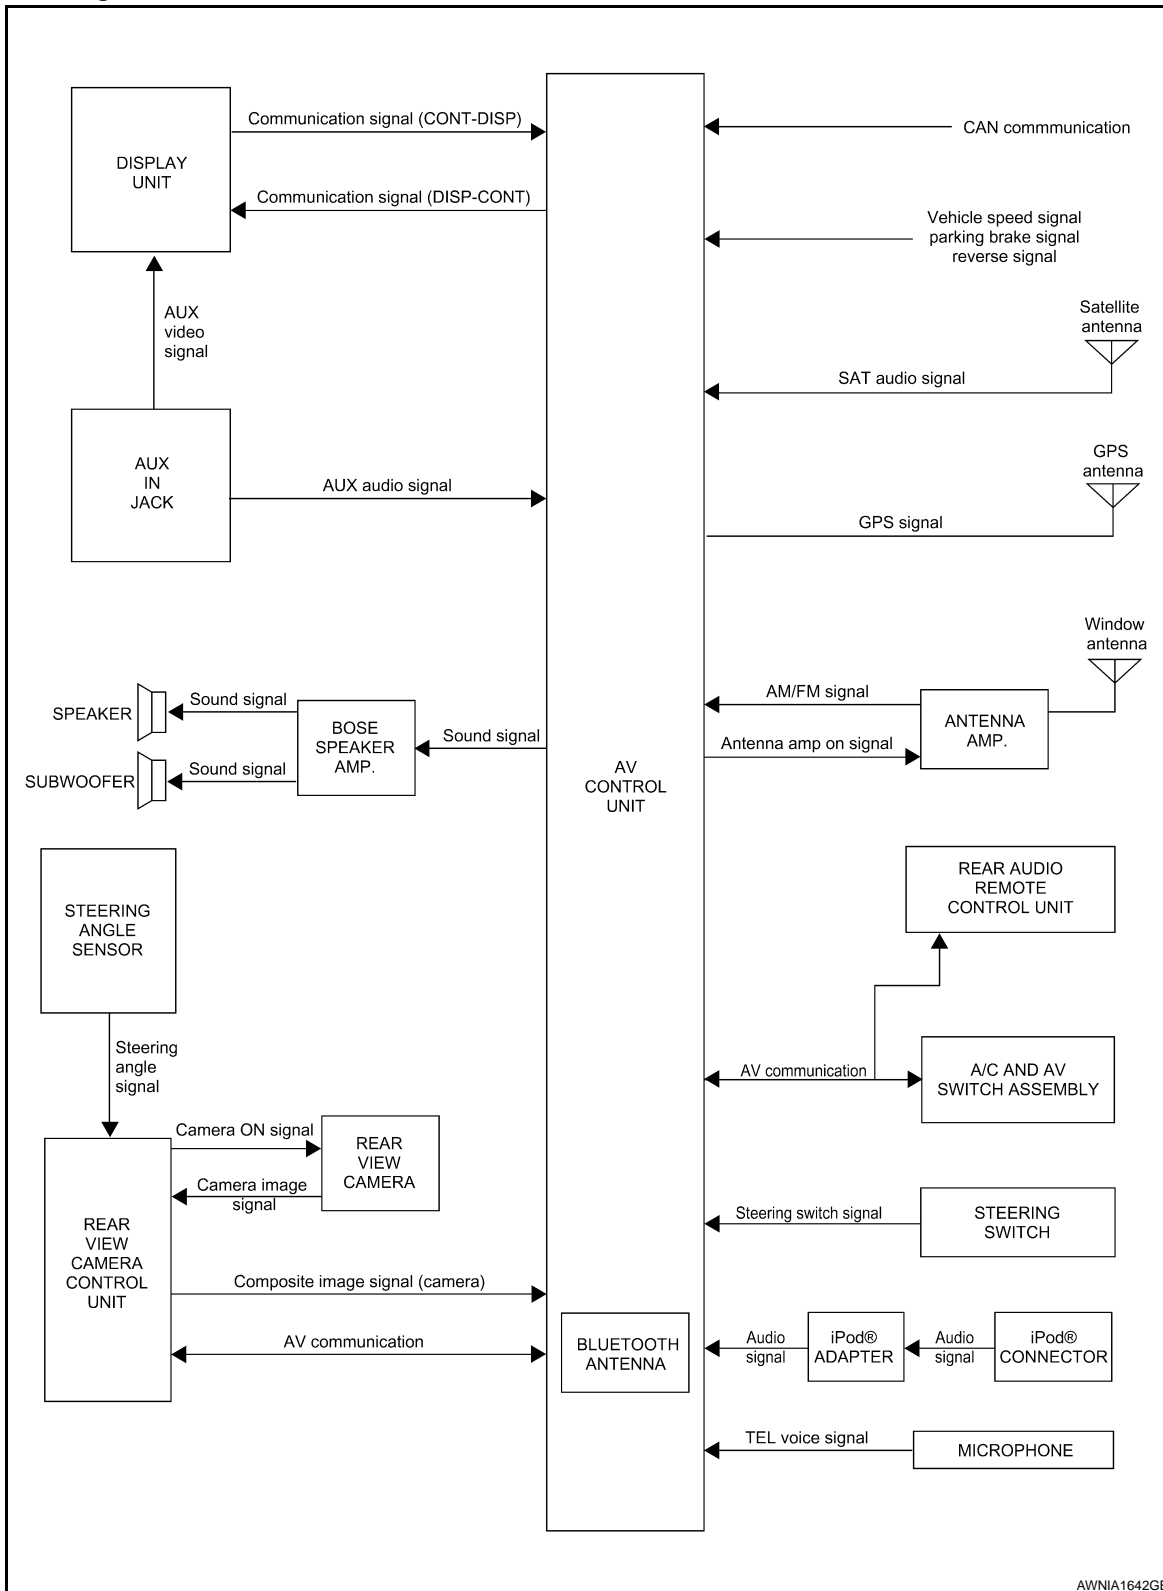 Communication signal (CONT-DISP)
DISPLAY
UNIT
Communication signal (DISP-CONT)
AUX
video
signal
AUX
IN
JACK
AUX audio signal
SPEAKER
Sound signal
SUBWOOFER
Sound signal
BOSE
SPEAKER
AMP.
Sound signal
STEERING
ANGLE
SENSOR
Steering
angle
signal
Camera ON signal
Camera image
signal
REAR
VIEW
CAMERA
REAR
VIEW
CAMERA
CONTROL
UNIT
Composite image signal (camera)
AV communication
AV
CONTROL
UNIT
BLUETOOTH
ANTENNA
CAN commmunication
Vehicle speed signal
parking brake signal
reverse signal
Satellite
antenna
SAT audio signal
GPS
antenna
GPS signal
Window
antenna
AM/FM signal
Antenna amp on signal
ANTENNA
AMP.
REAR AUDIO
REMOTE
CONTROL UNIT
AV communication
A/C AND AV
SWITCH ASSEMBLY
Steering switch signal
STEERING
SWITCH
Audio
signal
iPod®
ADAPTER
Audio
signal
iPod®
CONNECTOR
TEL voice signal
MICROPHONE